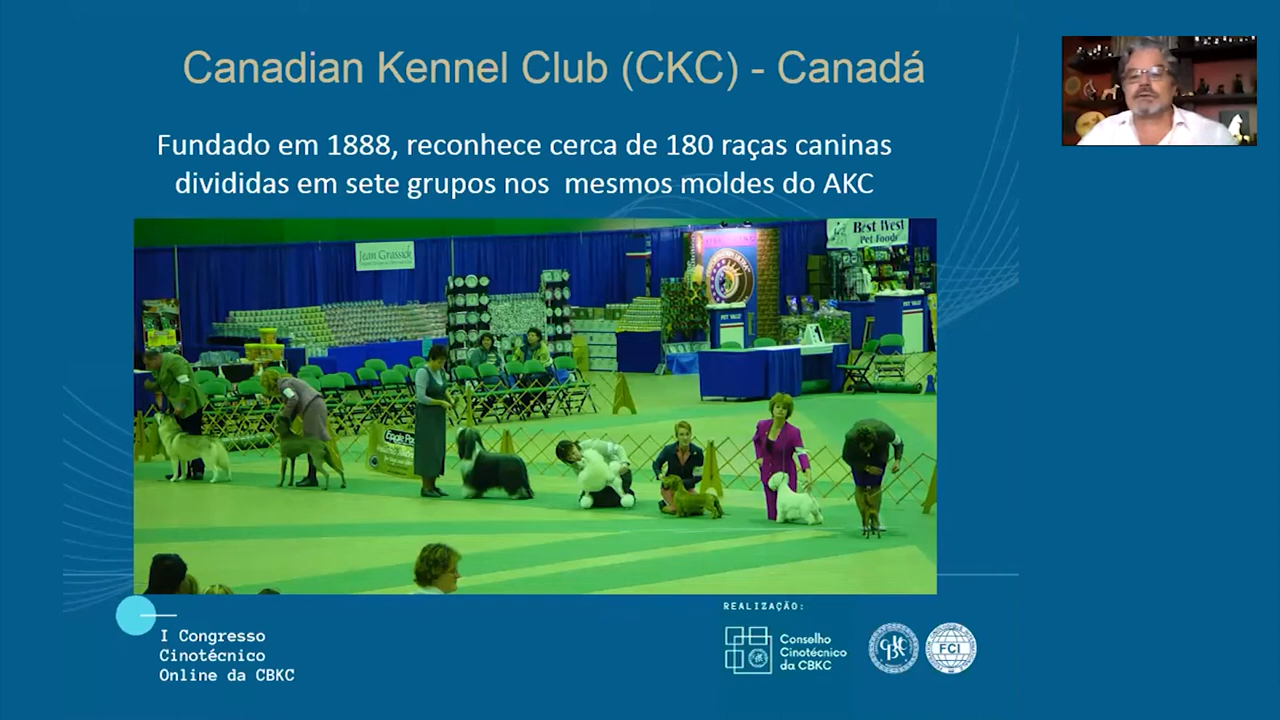 Canadian Kennel Club (CKC) - Canadá
Fundado em 1888, reconhece cerca de 180 raças caninas
divididas em sete grupos nos mesmos moldes do AKC
Jean Grassick
Best West
Pet Foods
PET VALU
I Congresso
Cinotécnico
Online da CBKC
REALIZAÇÃO:
Conselho
Cinotécnico
da CBKC
FCI